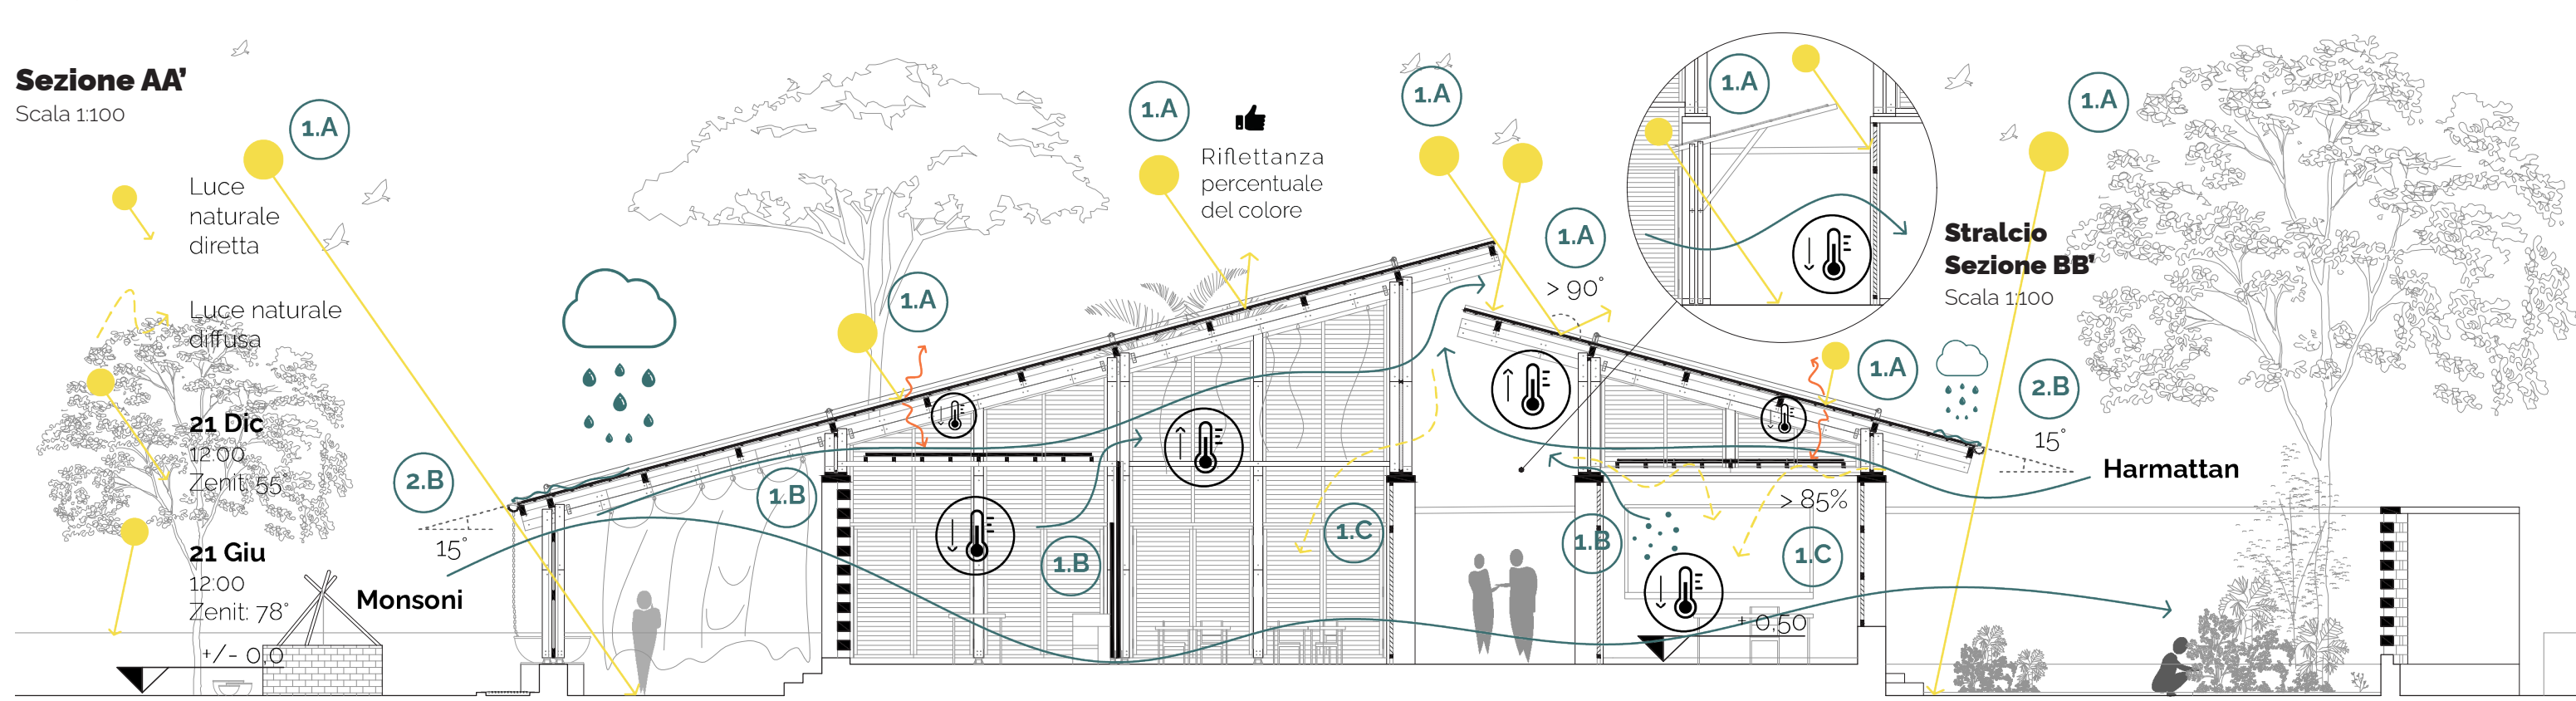 Sezione AA'
Scala 1:100
1.A
Luce
naturale
diretta
Luce naturale
diffusa
21 Dic
12:00
Zenit: 55°
21 Giu
12:00
Zenit: 78°
+/- 0,0
2.B
15°
Monsoni
1.A
1.B
1.B
1.A
Riflettanza
percentuale
del colore
1.C
1.A
1.A
> 90°
1.A
Stralcio
Sezione BB'
Scala 1:100
1.A
1.A
2.B
15°
Harmattan
> 85%
1.B
1.C
+ 0,50